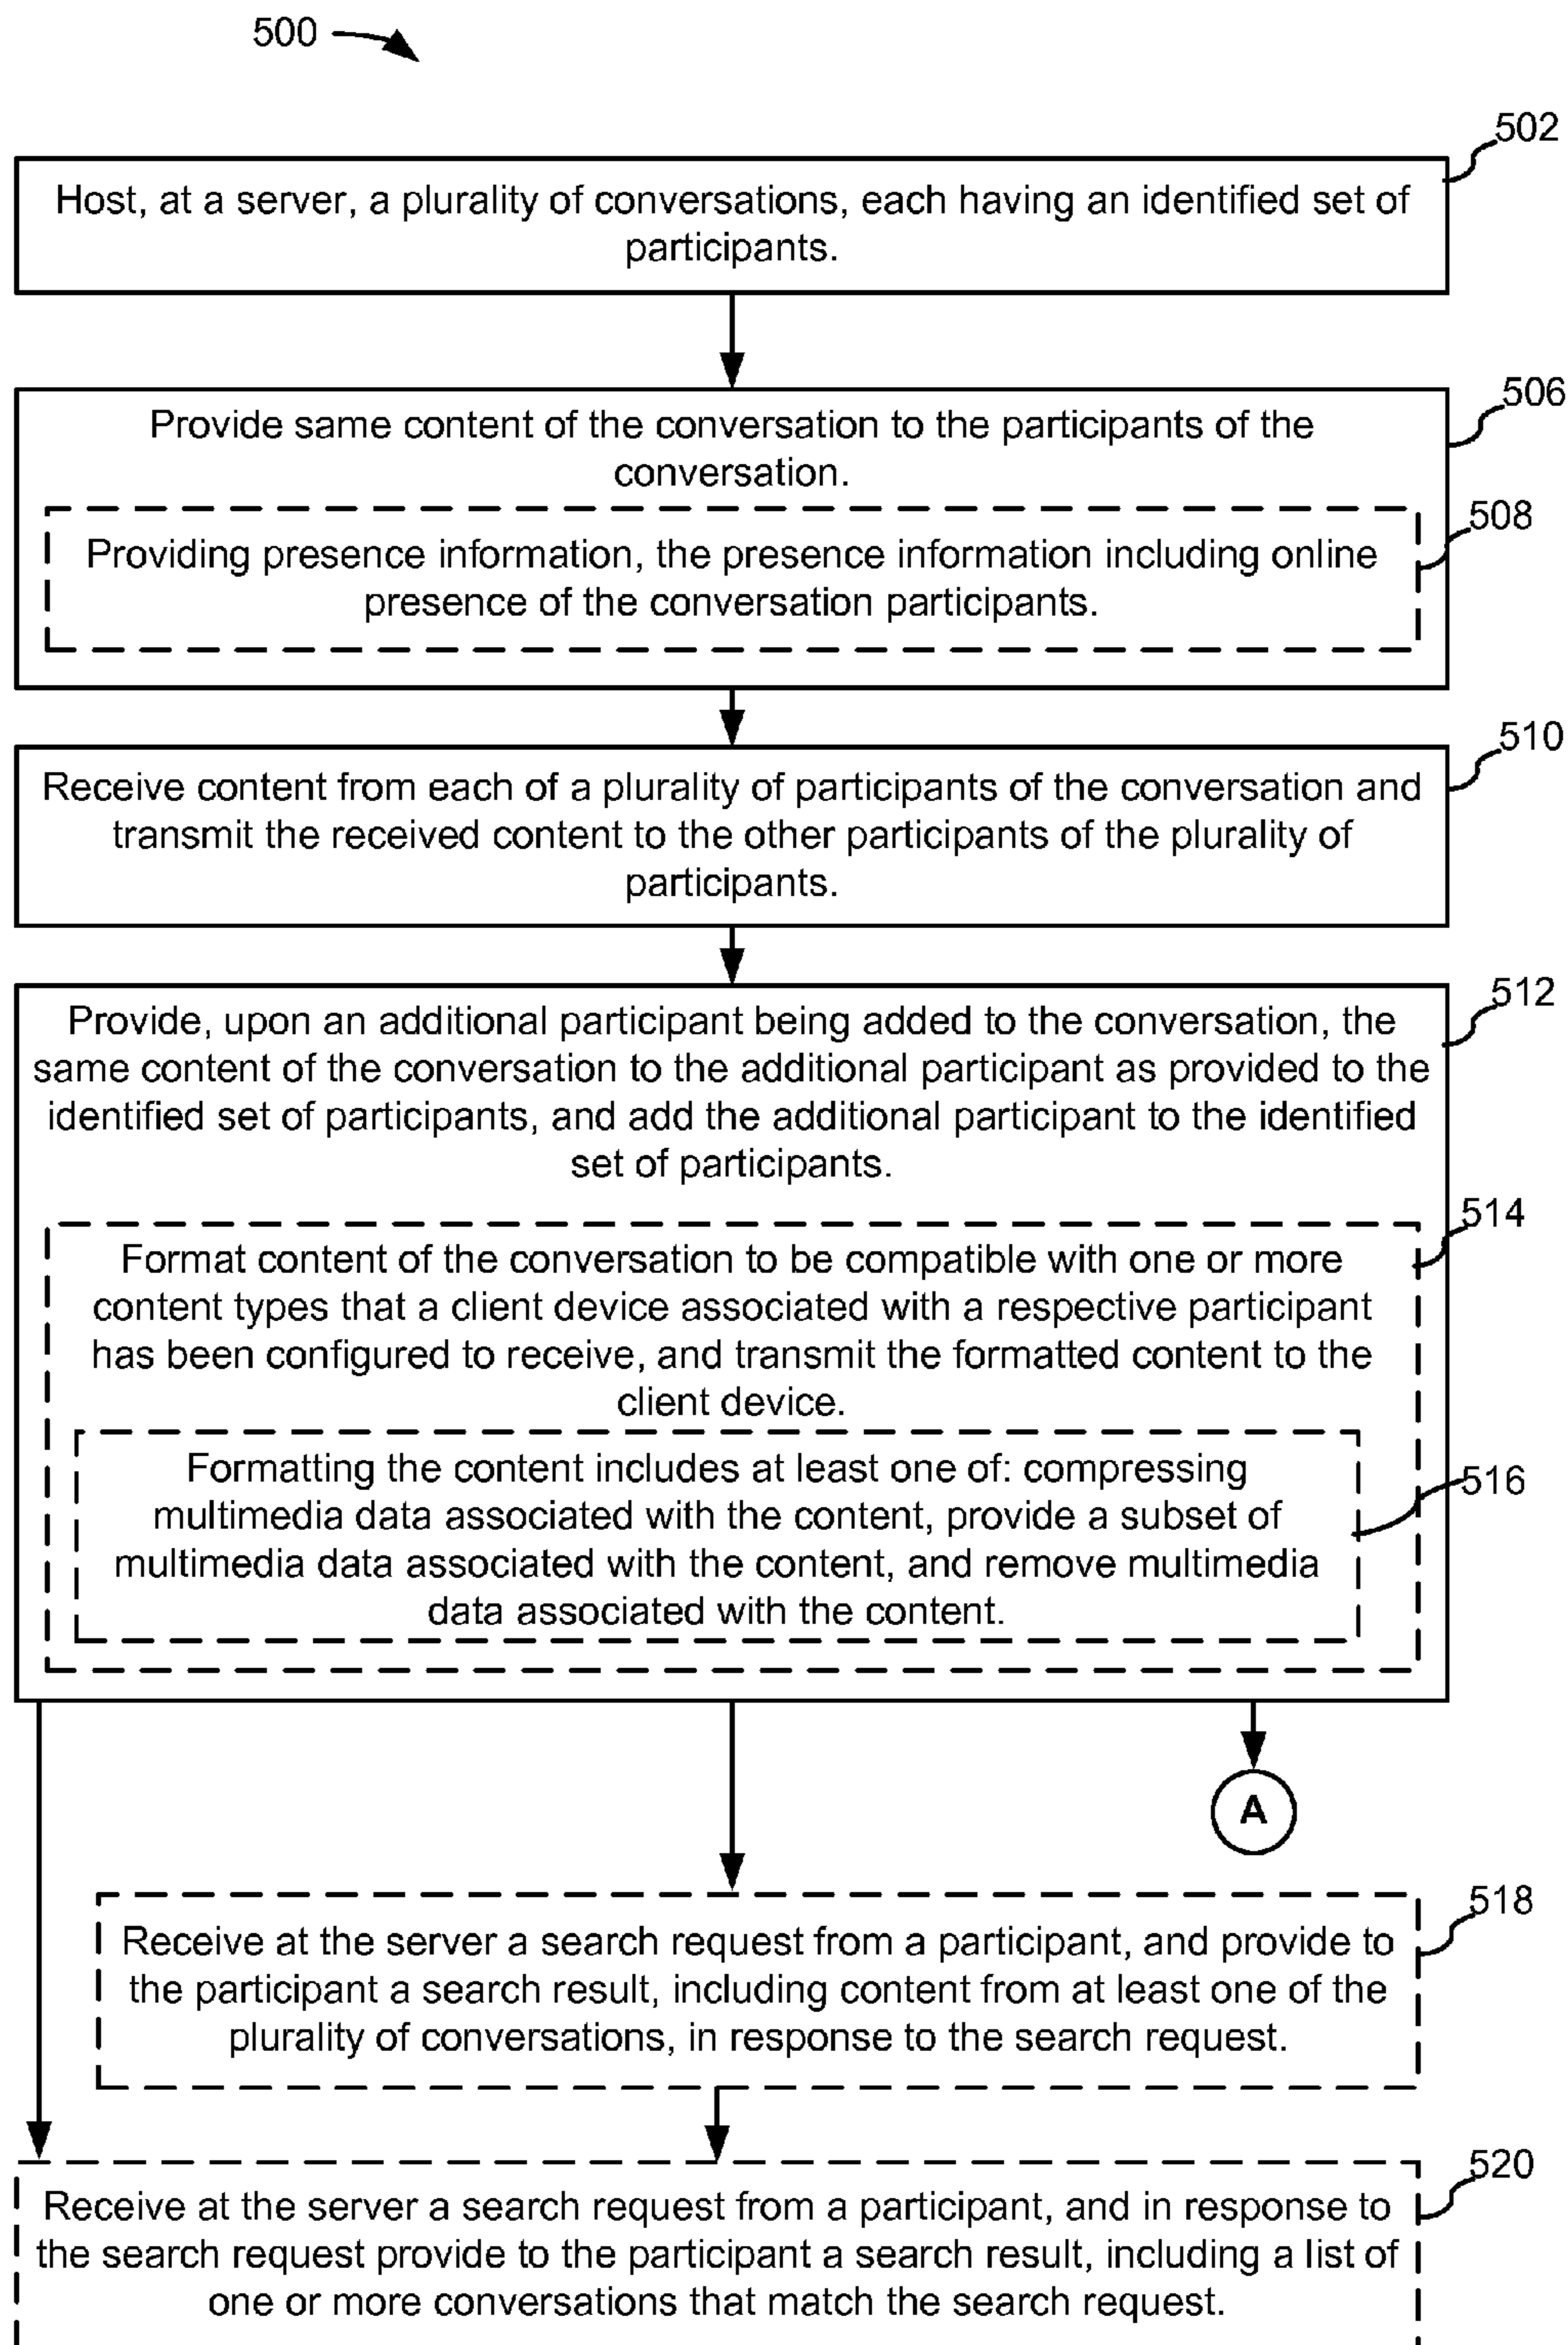 500
502
Host, at a server, a plurality of conversations, each having an identified set of
participants.
506
Provide same content of the conversation to the participants of the
conversation.
508
Providing presence information, the presence information including online
presence of the conversation participants.
510
Receive content from each of a plurality of participants of the conversation and
transmit the received content to the other participants of the plurality of
participants.
512
Provide, upon an additional participant being added to the conversation, the
same content of the conversation to the additional participant as provided to the
identified set of participants, and add the additional participant to the identified
set of participants.
514
Format content of the conversation to be compatible with one or more
content types that a client device associated with a respective participant
has been configured to receive, and transmit the formatted content to the
client device.
516
Formatting the content includes at least one of: compressing
multimedia data associated with the content, provide a subset of
multimedia data associated with the content, and remove multimedia
data associated with the content.
A
518
Receive at the server a search request from a participant, and provide to
the participant a search result, including content from at least one of the
plurality of conversations, in response to the search request.
520
Receive at the server a search request from a participant, and in response to
the search request provide to the participant a search result, including a list of
one or more conversations that match the search request.